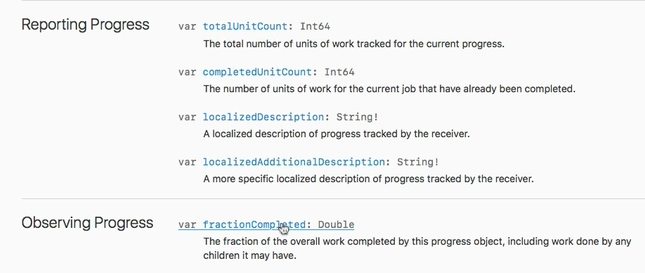 Reporting Progress
var totalUnitCount: Int64
The total number of units of work tracked for the current progress.
var completedUnitCount: Int64
The number of units of work for the current job that have already been completed.
var localizedDescription: String!
A localized description of progress tracked by the receiver.
var localizedAdditionalDescription: String!
A more specific localized description of progress tracked by the receiver.
Observing Progress
var fractionCompleted: Double
The fraction of the overall work completed by this progress object, including work done by any
children it may have.